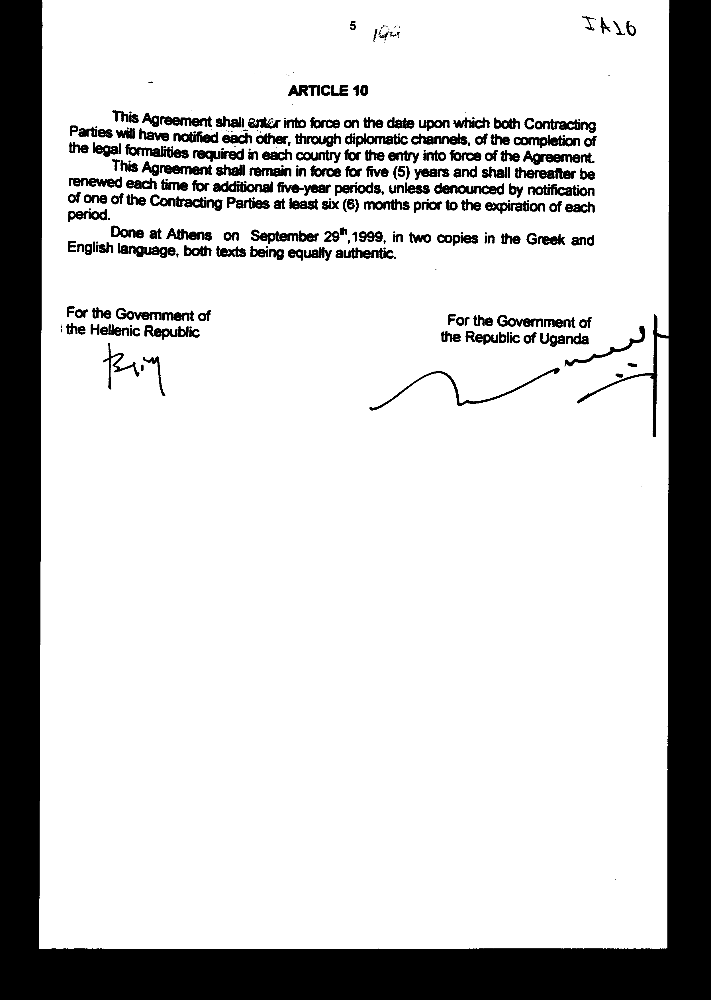 5
199
IA16
ARTICLE 10
This Agreement shall enter into force on the date upon which both Contracting
Parties will have notified each other, through diplomatic channels, of the completion of
the legal formalities required in each country for the entry into force of the Agreement.
This Agreement shall remain in force for five (5) years and shall thereafter be
renewed each time for additional five-year periods, unless denounced by notification
of one of the Contracting Parties at least six (6) months prior to the expiration of each
period.
Done at Athens on September 29th,1999, in two copies in the Greek and
English language, both texts being equally authentic.
For the Government of
the Hellenic Republic
For the Government of
the Republic of Uganda